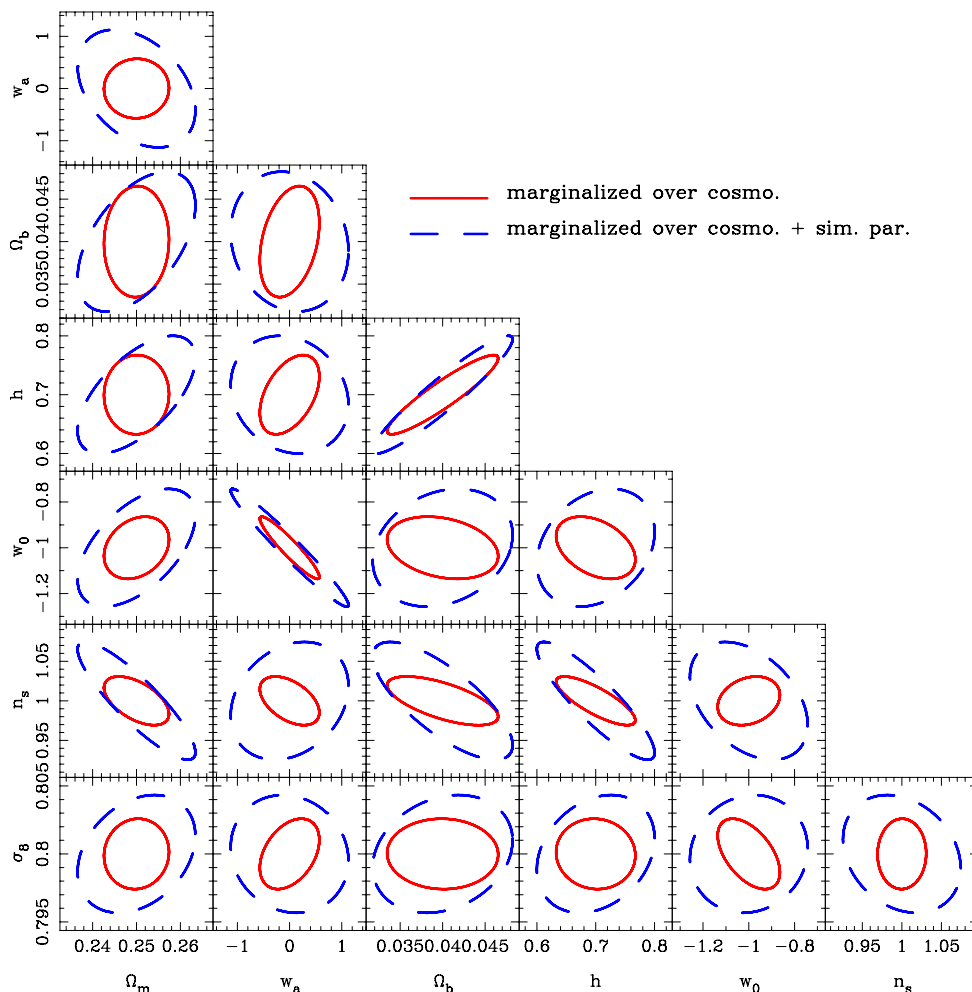 w_a
1
0
−1
marginalized over cosmo.
marginalized over cosmo. + sim. par.
Ω_b
0.045
0.04
0.035
h
0.8
0.7
0.6
w_0
−0.8
−1
−1.2
n_s
1.05
1
0.95
σ_8
0.805
0.8
0.795
0.24 0.25 0.26 −1 0 1 0.035 0.04 0.045 0.6 0.7 0.8 −1.2 −1 −0.8 0.95 1 1.05
Ω_m w_a Ω_b h w_0 n_s